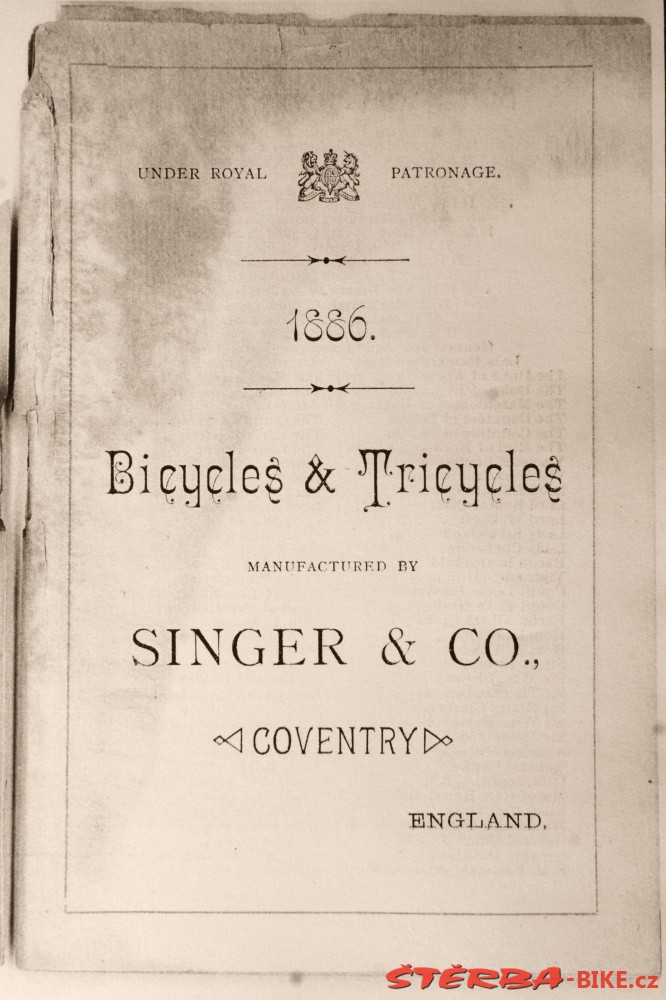 UNDER ROYAL PATRONAGE.
1886.
Bicycles & Tricycles
MANUFACTURED BY
SINGER & CO.,
COVENTRY
ENGLAND.
ŠTĚRBA-BIKE.cz